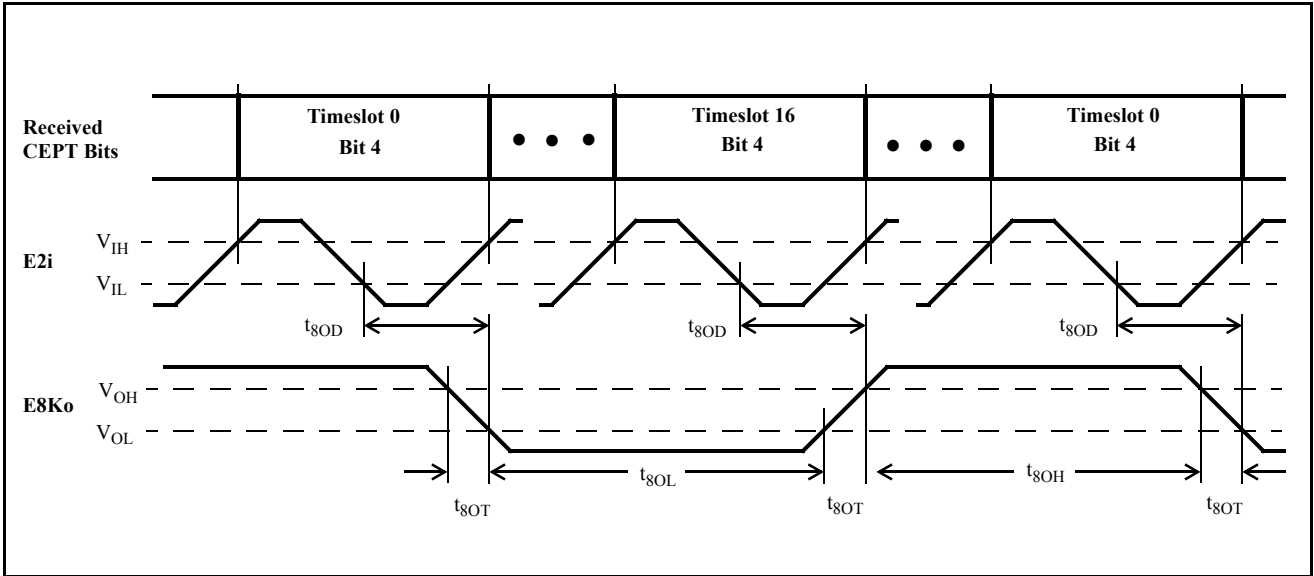 Received
CEPT Bits
Timeslot 0
Bit 4
• • •
Timeslot 16
Bit 4
• • •
Timeslot 0
Bit 4
E2i
VIH
VIL
t8OD
t8OD
t8OD
E8Ko
VOH
VOL
t8OT
t8OL
t8OT
t8OH
t8OT